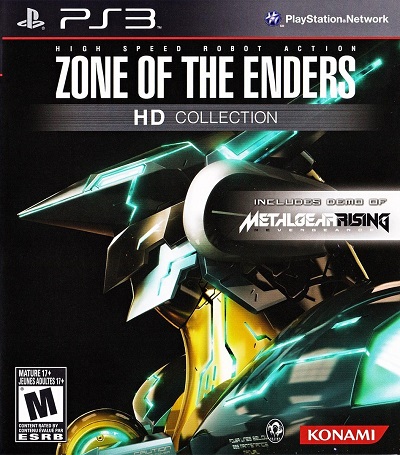 PS3
PlayStation®Network
HIGH SPEED ROBOT ACTION
ZONE OF THE ENDERS
HD COLLECTION
INCLUDES DEMO OF
METAL GEAR RISING
REVENGEANCE
MATURE 17+
JEUNES ADULTES 17+
M
CONTENT RATED BY
CONTENU ÉVALUÉ PAR
ESRB
KONAMI